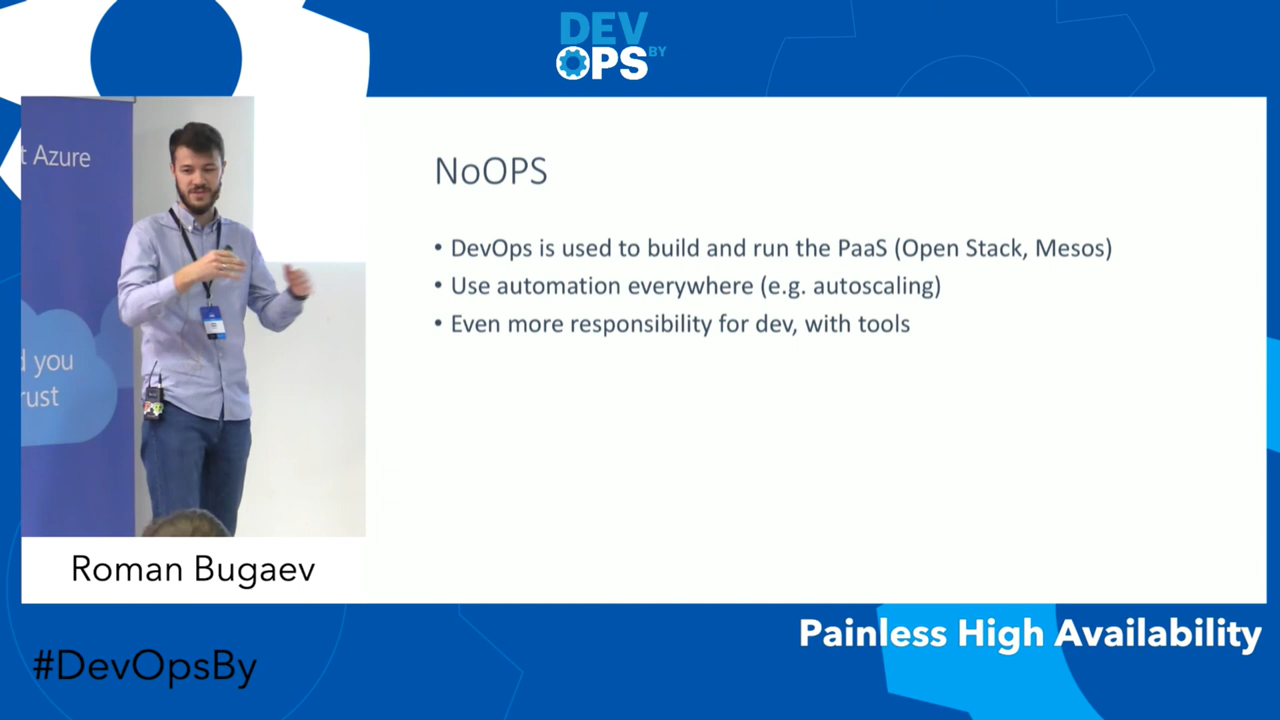 DEV
OPS BY
t Azure
d you
rust
NoOPS
• DevOps is used to build and run the PaaS (Open Stack, Mesos)
• Use automation everywhere (e.g. autoscaling)
• Even more responsibility for dev, with tools
Roman Bugaev
Painless High Availability
#DevOpsBy